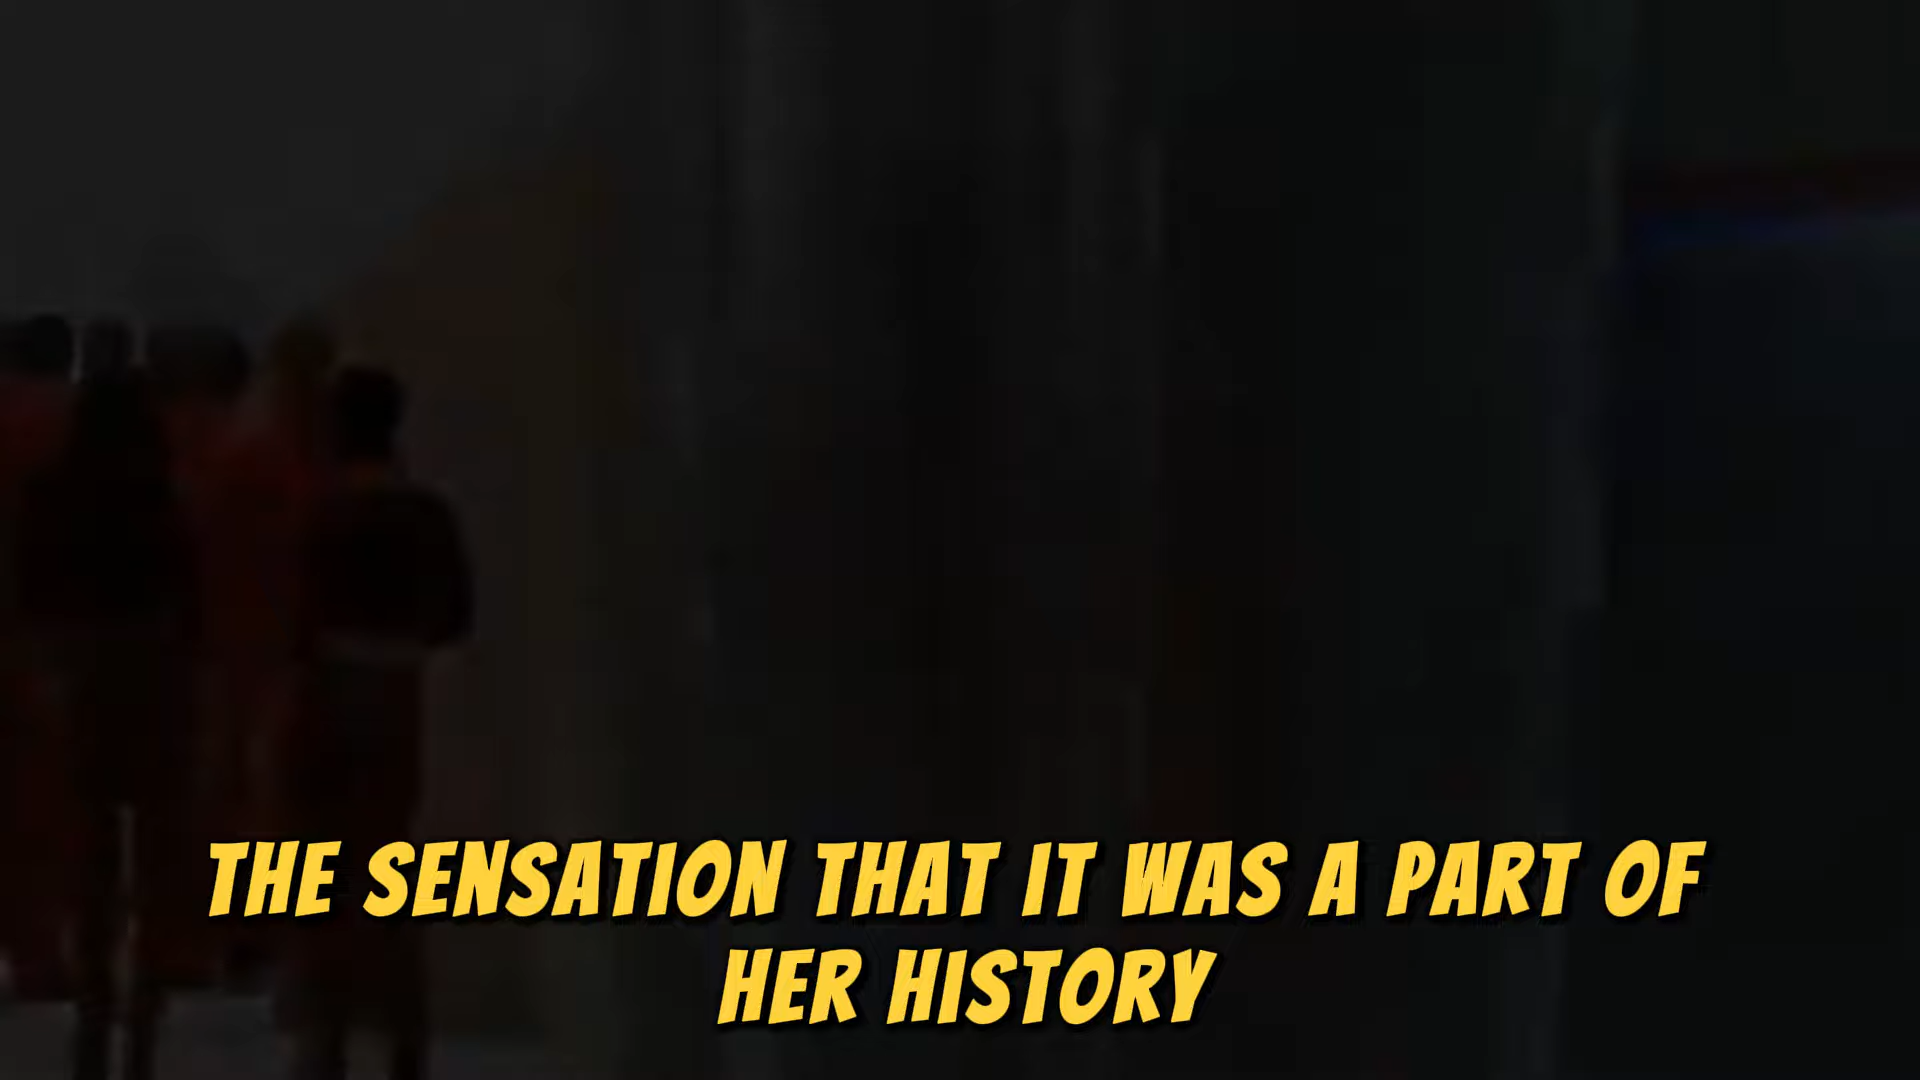 THE SENSATION THAT IT WAS A PART OF
HER HISTORY